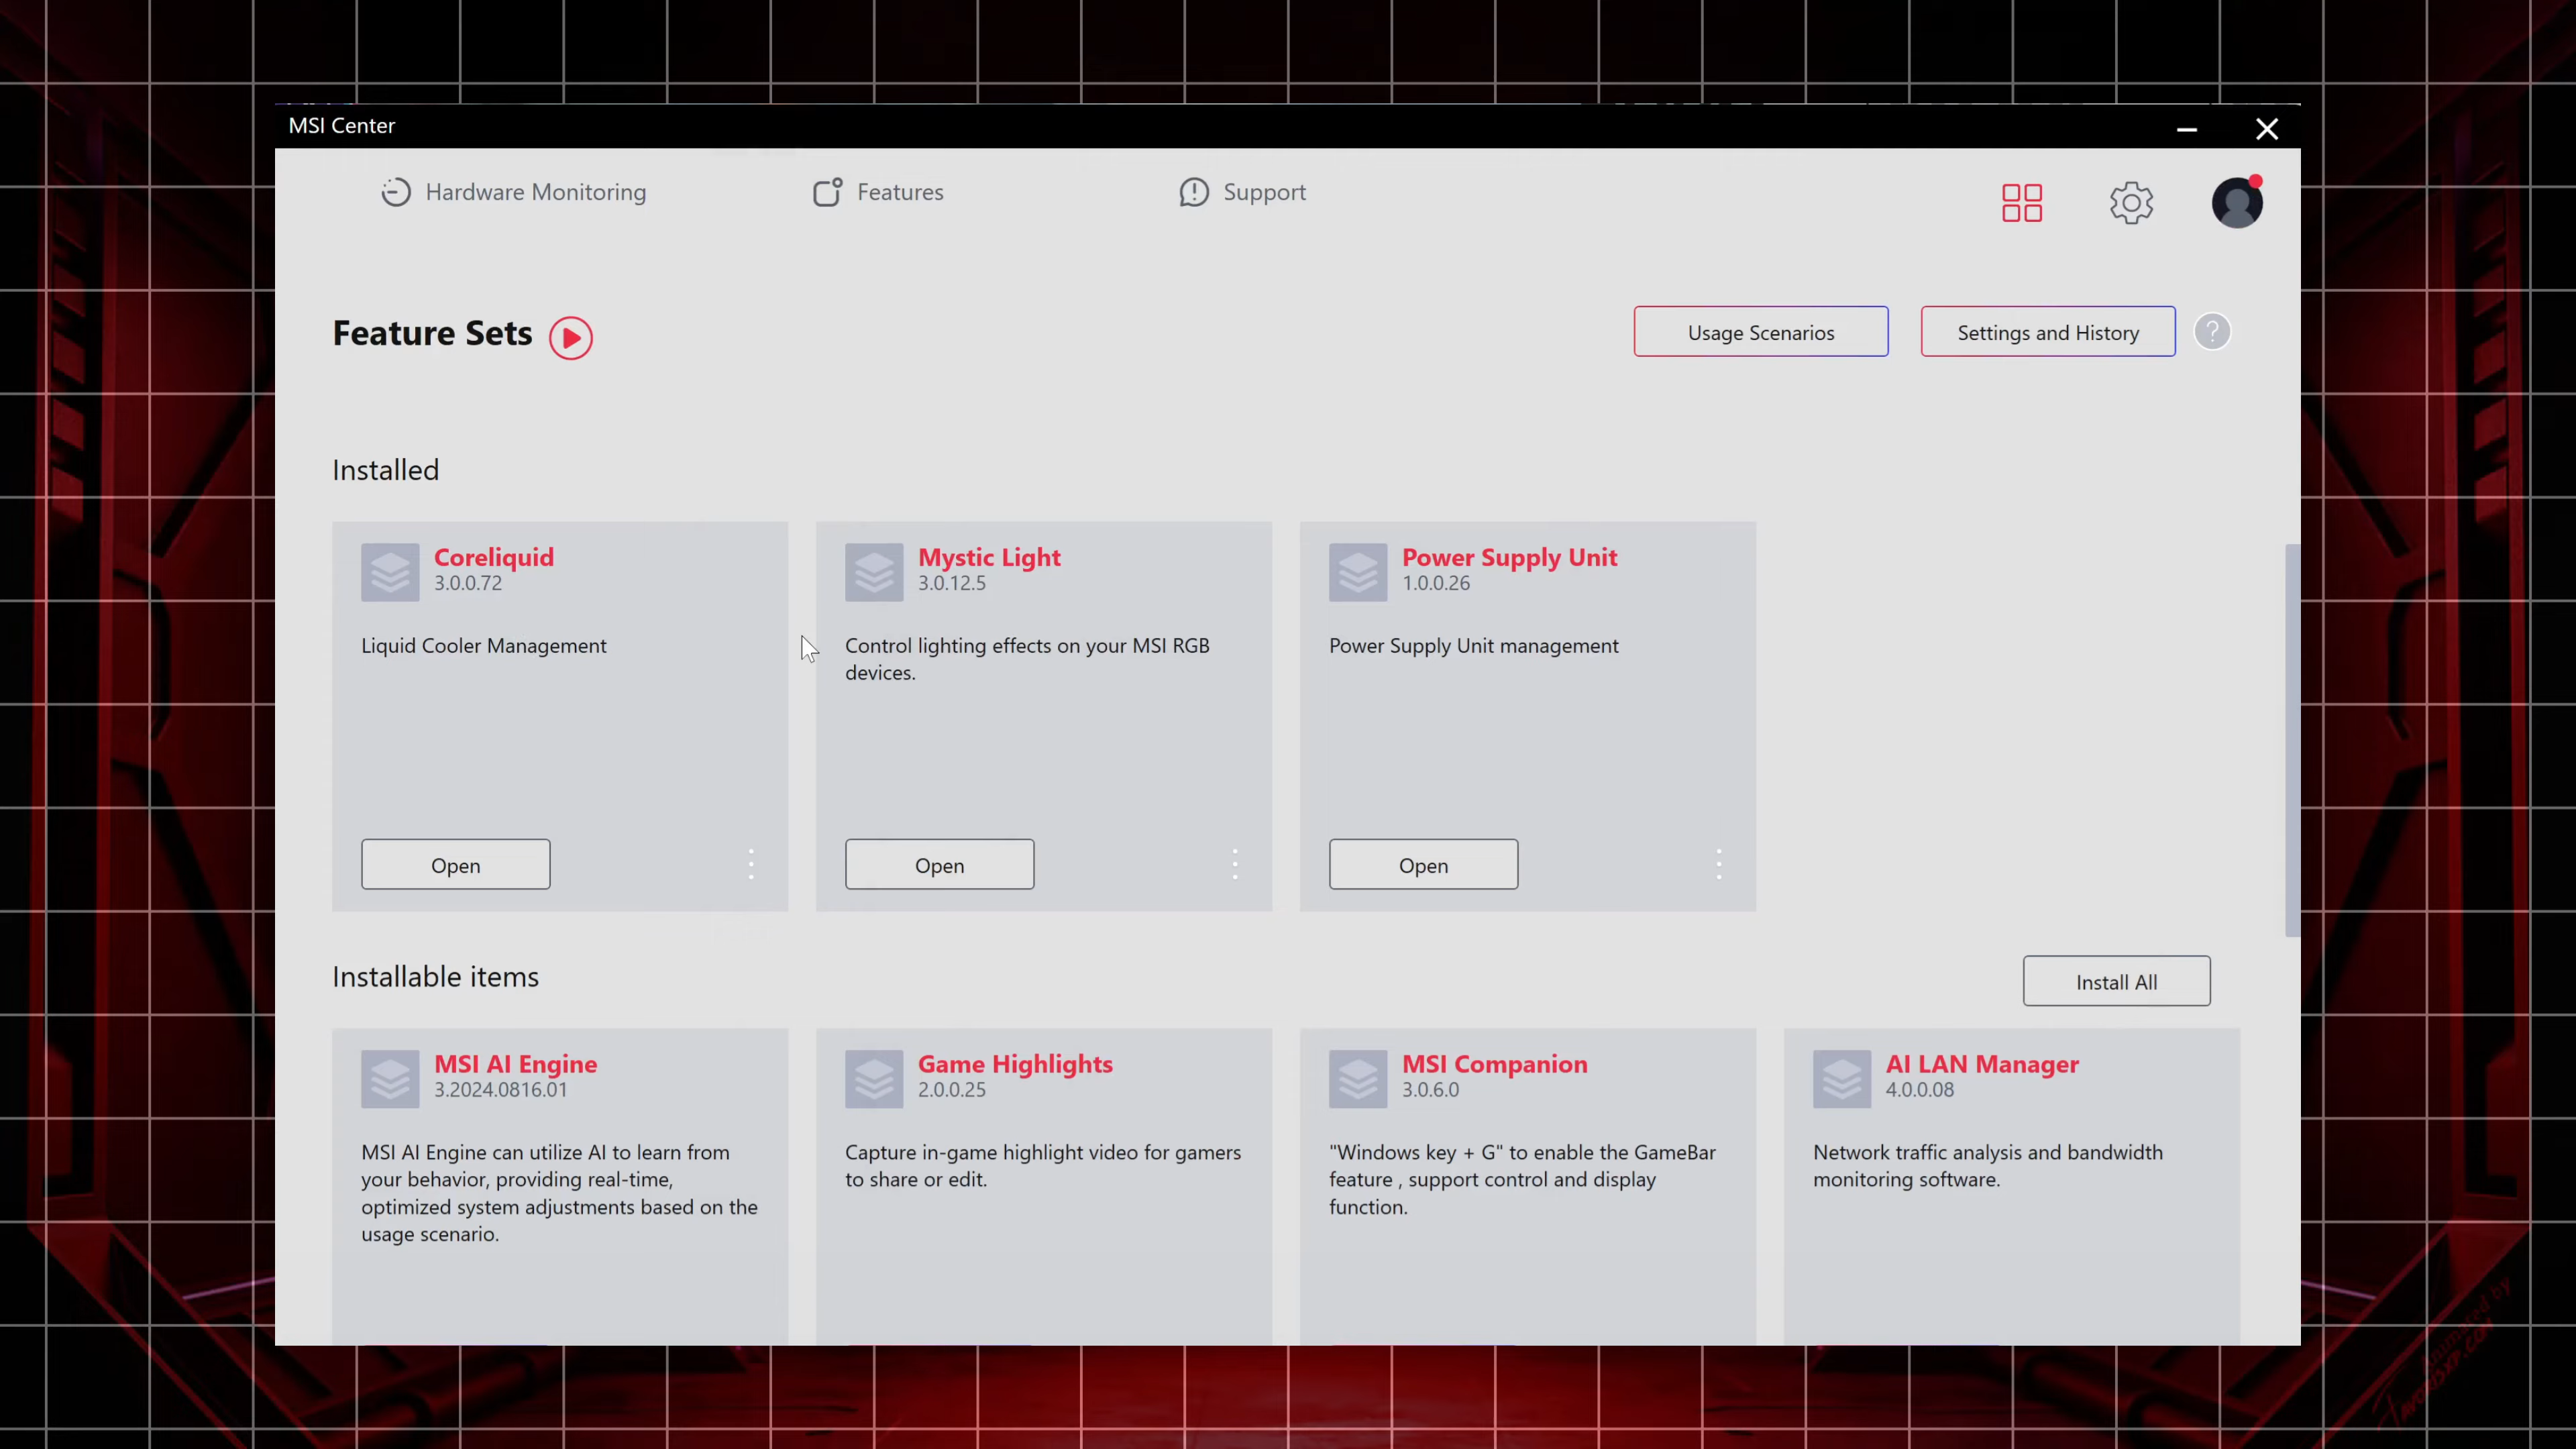 MSI Center
Hardware Monitoring
Features
Support
Feature Sets
Usage Scenarios
Settings and History
?
Installed
Coreliquid
3.0.0.72
Liquid Cooler Management
Open
Mystic Light
3.0.12.5
Control lighting effects on your MSI RGB
devices.
Open
Power Supply Unit
1.0.0.26
Power Supply Unit management
Open
Installable items
Install All
MSI AI Engine
3.2024.0816.01
MSI AI Engine can utilize AI to learn from
your behavior, providing real-time,
optimized system adjustments based on the
usage scenario.
Game Highlights
2.0.0.25
Capture in-game highlight video for gamers
to share or edit.
MSI Companion
3.0.6.0
"Windows key + G" to enable the GameBar
feature , support control and display
function.
AI LAN Manager
4.0.0.08
Network traffic analysis and bandwidth
monitoring software.
Animated by